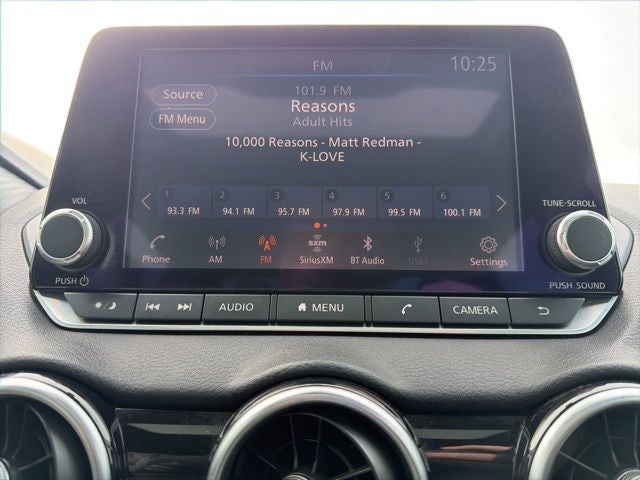 FM 10:25
Source
101.9 FM
Reasons
FM Menu
Adult Hits
10,000 Reasons - Matt Redman -
K-LOVE
VOL
TUNE-SCROLL
1 2 3 4 5 6
93.3 FM 94.1 FM 95.7 FM 97.9 FM 99.5 FM 100.1 FM
sxm
Phone AM FM SiriusXM BT Audio USB1 Settings
PUSH PUSH SOUND
AUDIO MENU CAMERA